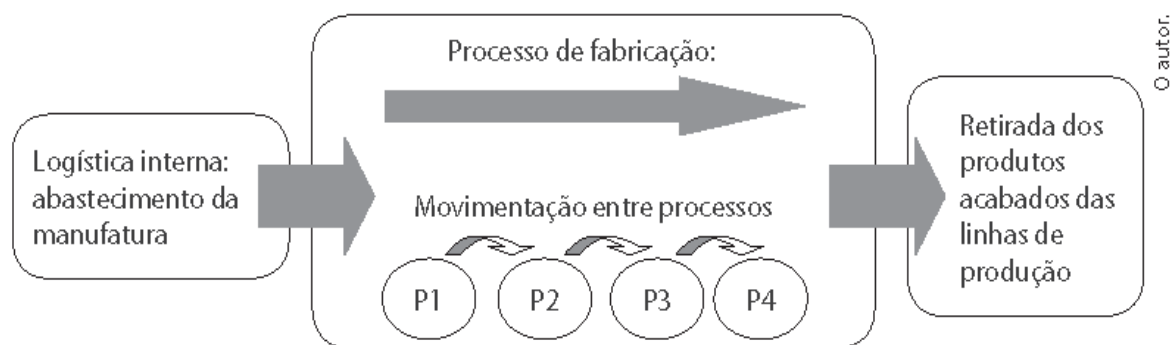 Logística interna:
abastecimento da
manufatura
Processo de fabricação:
Movimentação entre processos
P1 P2 P3 P4
Retirada dos
produtos
acabados das
linhas de
produção
O autor.